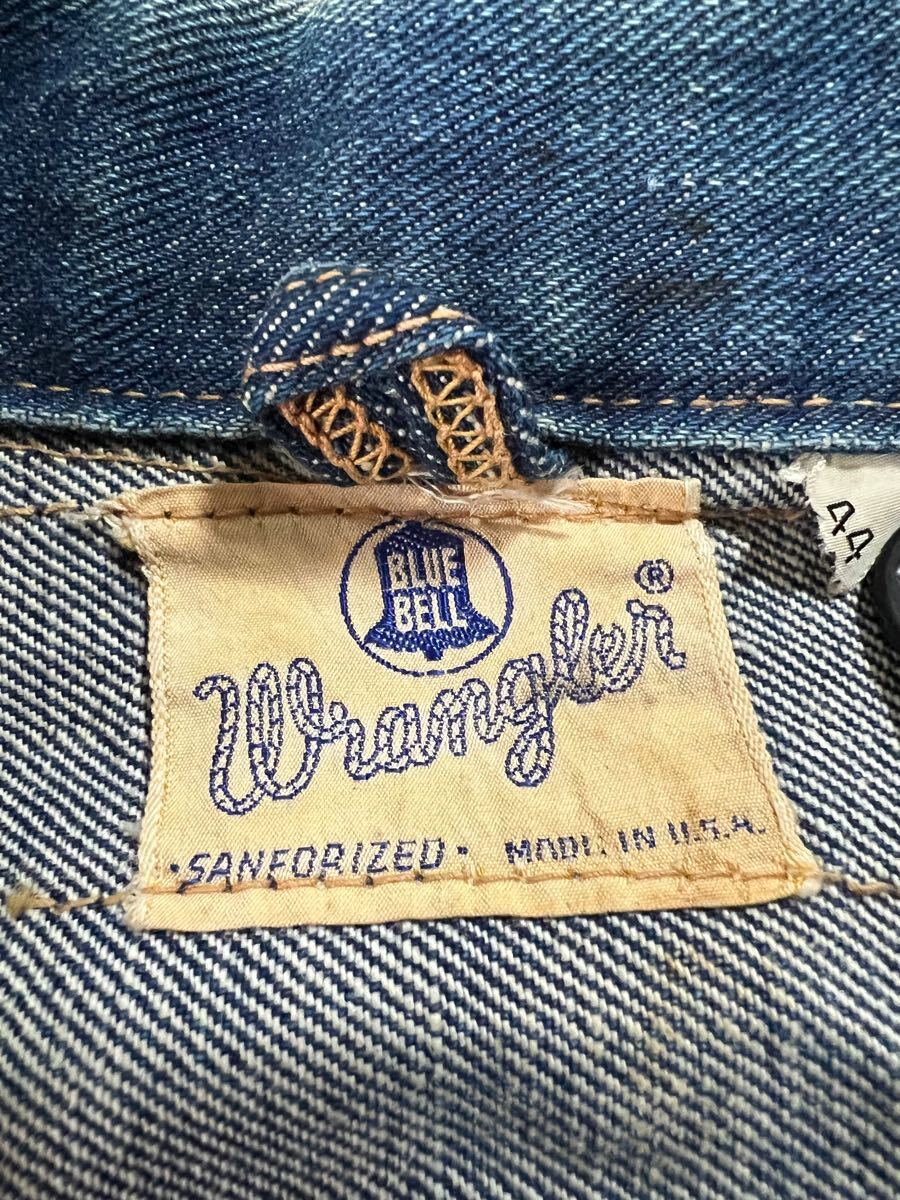 44
BLUE
BELL
Wrangler®
·SANFORIZED· MADE IN U.S.A.